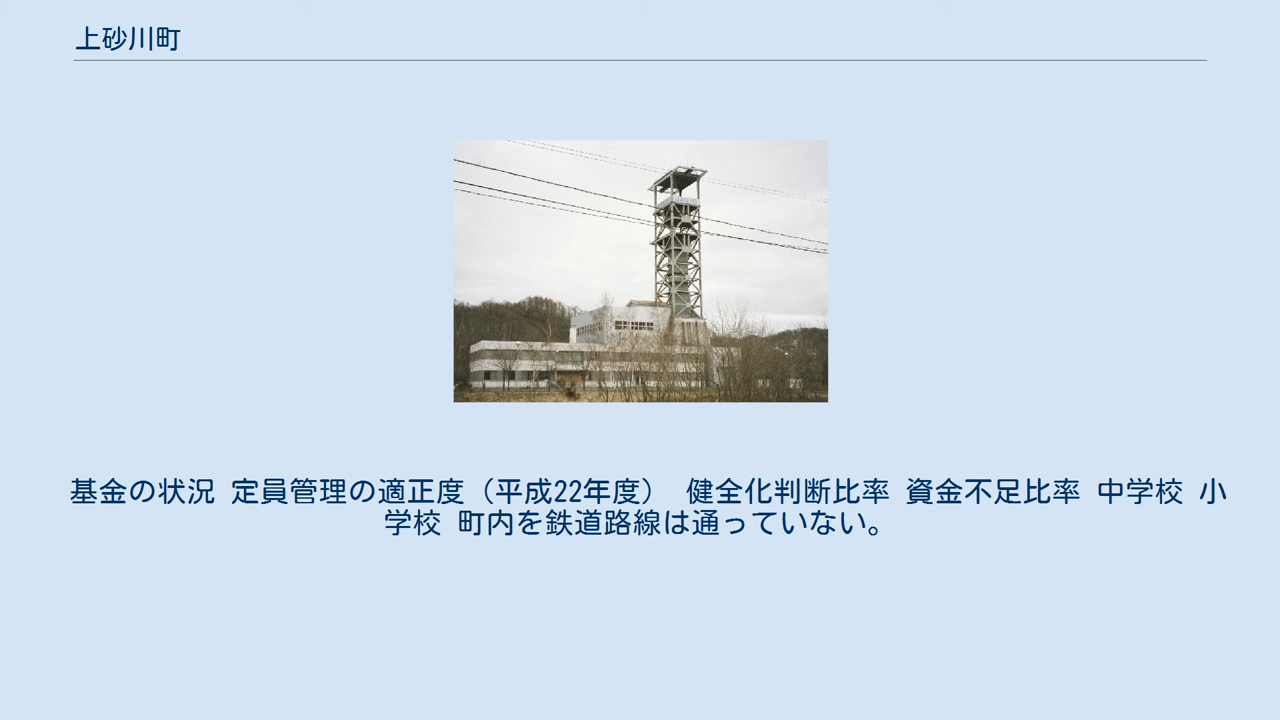 上砂川町
基金の状況 定員管理の適正度（平成22年度） 健全化判断比率 資金不足比率 中学校 小
学校 町内を鉄道路線は通っていない。